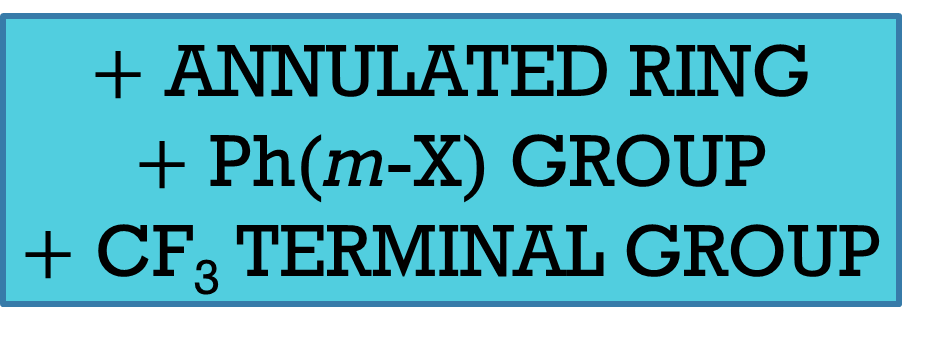 + ANNULATED RING
+ Ph(m-X) GROUP
+ CF₃ TERMINAL GROUP